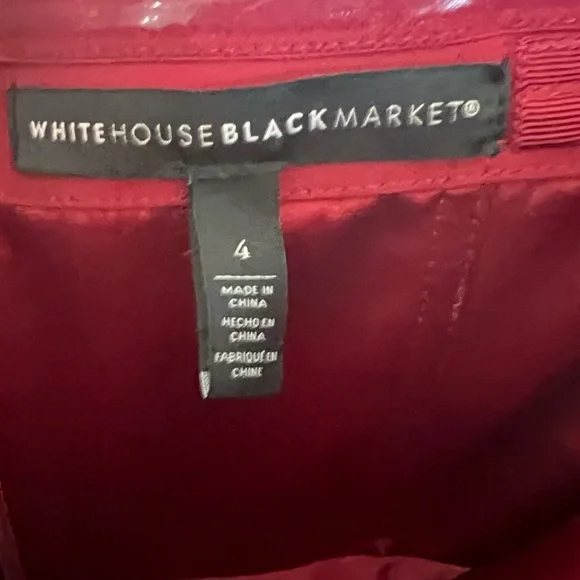 WHITEHOUSEBLACKMARKET®
4
MADE IN
CHINA
HECHO EN
CHINA
FABRIQUÉ EN
CHINE